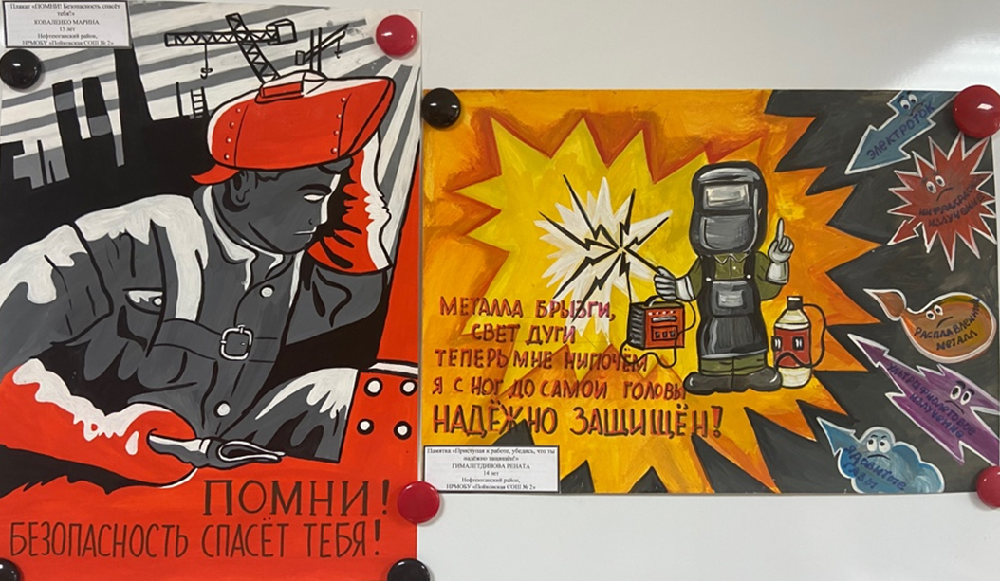 Плакат «ПОМНИ! Безопасность спасёт
тебя!»
КОВАЛЕНКО МАРИНА
15 лет
Нефтеюганский район,
НРМОБУ «Пойковская СОШ № 2»
ПОМНИ!
БЕЗОПАСНОСТЬ СПАСЁТ ТЕБЯ!
МЕТАЛЛА БРЫЗГИ,
СВЕТ ДУГИ
ТЕПЕРЬ МНЕ НИПОЧЁМ
Я С НОГ ДО САМОЙ ГОЛОВЫ
НАДЁЖНО ЗАЩИЩЁН!
Памятка «Приступая к работе, убедись, что ты
надёжно защищён!»
ГИМАЛЕТДИНОВА РЕНАТА
14 лет
Нефтеюганский район,
НРМОБУ «Пойковская СОШ № 2»
ЭЛЕКТРОТОК
ИЗЛУЧЕНИЕ
РАСПЛАВЛЕННЫЙ
МЕТАЛЛ
УЛЬТРАФИОЛЕТОВОЕ
ИЗЛУЧЕНИЕ
ЯДОВИТЫЕ